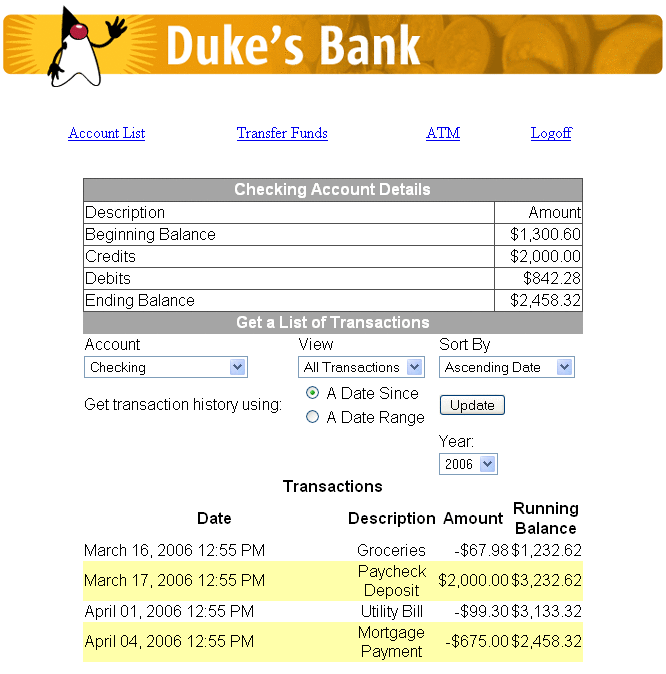 Duke's Bank
Account List Transfer Funds ATM Logoff
Checking Account Details
Description Amount
Beginning Balance $1,300.60
Credits $2,000.00
Debits $842.28
Ending Balance $2,458.32
Get a List of Transactions
Account View Sort By
Checking All Transactions Ascending Date
Get transaction history using: A Date Since Update
A Date Range
Year:
2006
Transactions
Date Description Amount Running
Balance
March 16, 2006 12:55 PM Groceries -$67.98 $1,232.62
March 17, 2006 12:55 PM Paycheck
Deposit $2,000.00 $3,232.62
April 01, 2006 12:55 PM Utility Bill -$99.30 $3,133.32
April 04, 2006 12:55 PM Mortgage
Payment -$675.00 $2,458.32